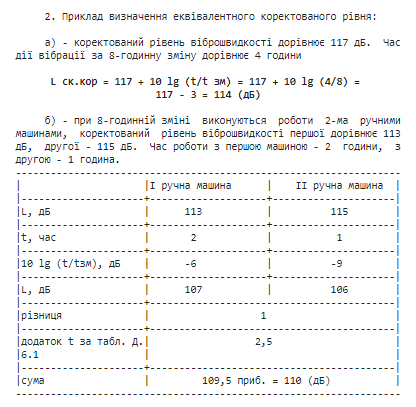 2. Приклад визначення еквівалентного коректованого рівня:
а) - коректований рівень віброшвидкості дорівнює 117 дБ. Час
дії вібрації за 8-годинну зміну дорівнює 4 години
L ск.кор = 117 + 10 lg (t/t зм) = 117 + 10 lg (4/8) =
117 - 3 = 114 (дБ)
б) - при 8-годинній зміні виконуються роботи 2-ма ручними
машинами, коректований рівень віброшвидкості першої дорівнює 113
дБ, другої - 115 дБ. Час роботи з першою машиною - 2 години, з
другою - 1 година.
I ручна машина | II ручна машина
L, дБ | 113 | 115
t, час | 2 | 1
10 lg (t/tзм), дБ | -6 | -9
L, дБ | 107 | 106
різниця | 1
додаток t за табл. Д.| 2,5
6.1
сума | 109,5 приб. = 110 (дБ)